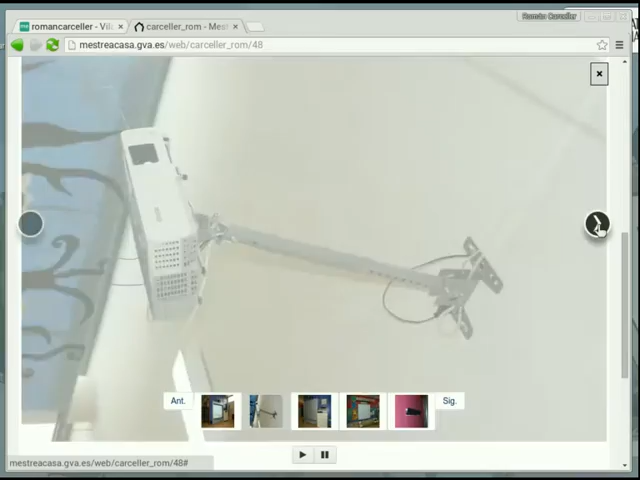 Román Carceller
romancarceller - Vil
carceller_rom - Mest
mestreacasa.gva.es/web/carceller_rom/48
Ant.
Sig.
mestreacasa.gva.es/web/carceller_rom/48#